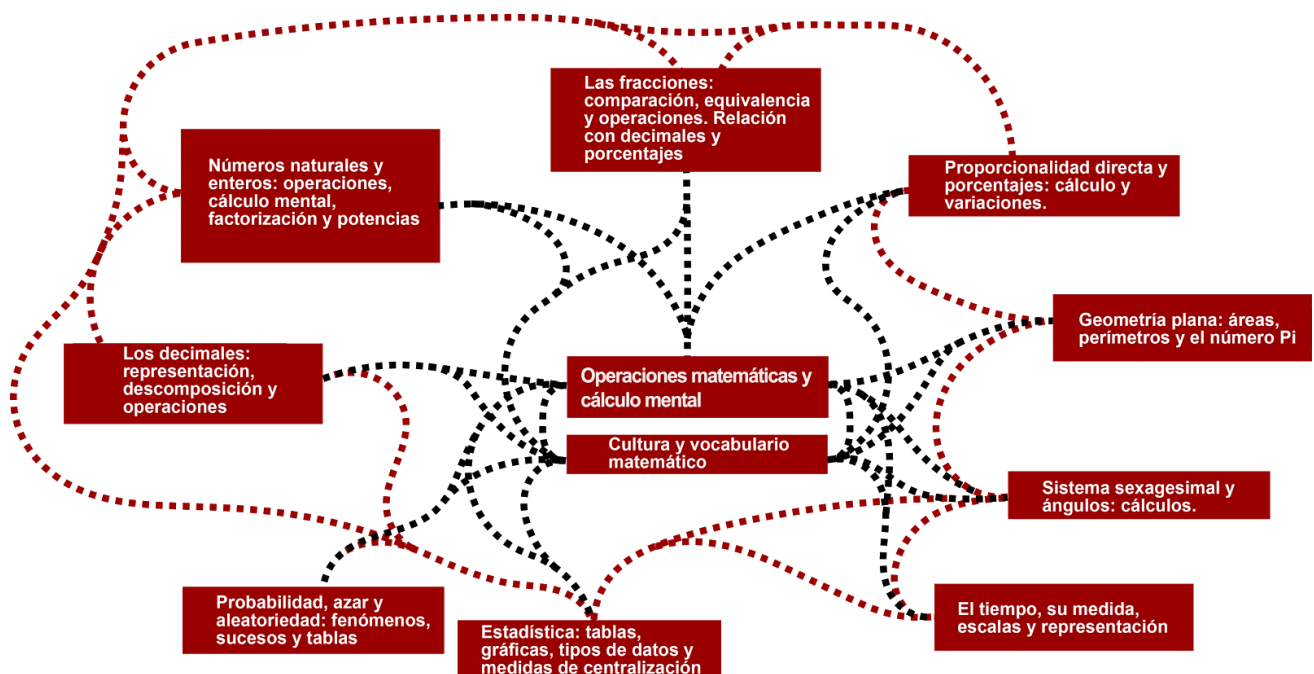 Las fracciones:
comparación, equivalencia
y operaciones. Relación
con decimales y
porcentajes
Números naturales y
enteros: operaciones,
cálculo mental,
factorización y potencias
Proporcionalidad directa y
porcentajes: cálculo y
variaciones.
Geometría plana: áreas,
perímetros y el número Pi
Los decimales:
representación,
descomposición y
operaciones
Operaciones matemáticas y
cálculo mental
Cultura y vocabulario
matemático
Sistema sexagesimal y
ángulos: cálculos.
Probabilidad, azar y
aleatoriedad: fenómenos,
sucesos y tablas
Estadística: tablas,
gráficas, tipos de datos y
medidas de centralización
El tiempo, su medida,
escalas y representación